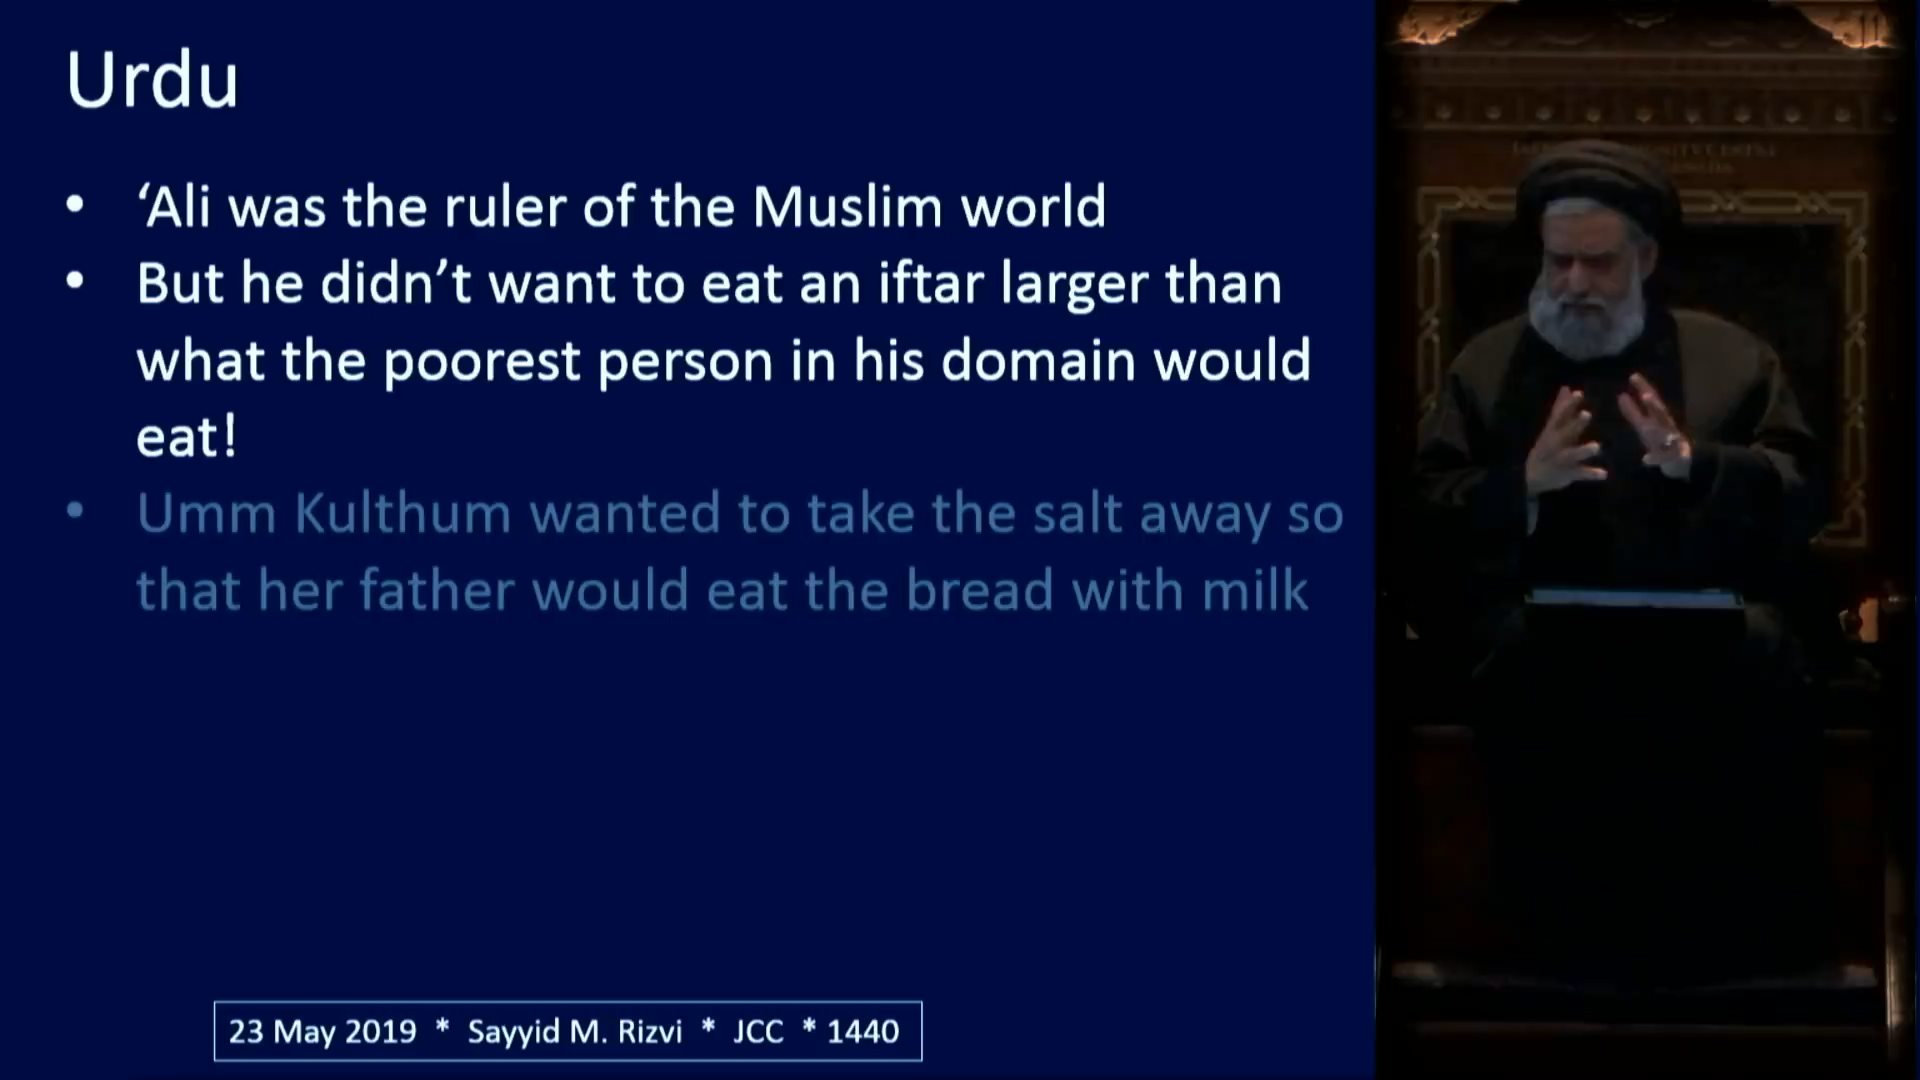 Urdu
• ‘Ali was the ruler of the Muslim world
• But he didn’t want to eat an iftar larger than
what the poorest person in his domain would
eat!
• Umm Kulthum wanted to take the salt away so
that her father would eat the bread with milk
23 May 2019 * Sayyid M. Rizvi * JCC * 1440